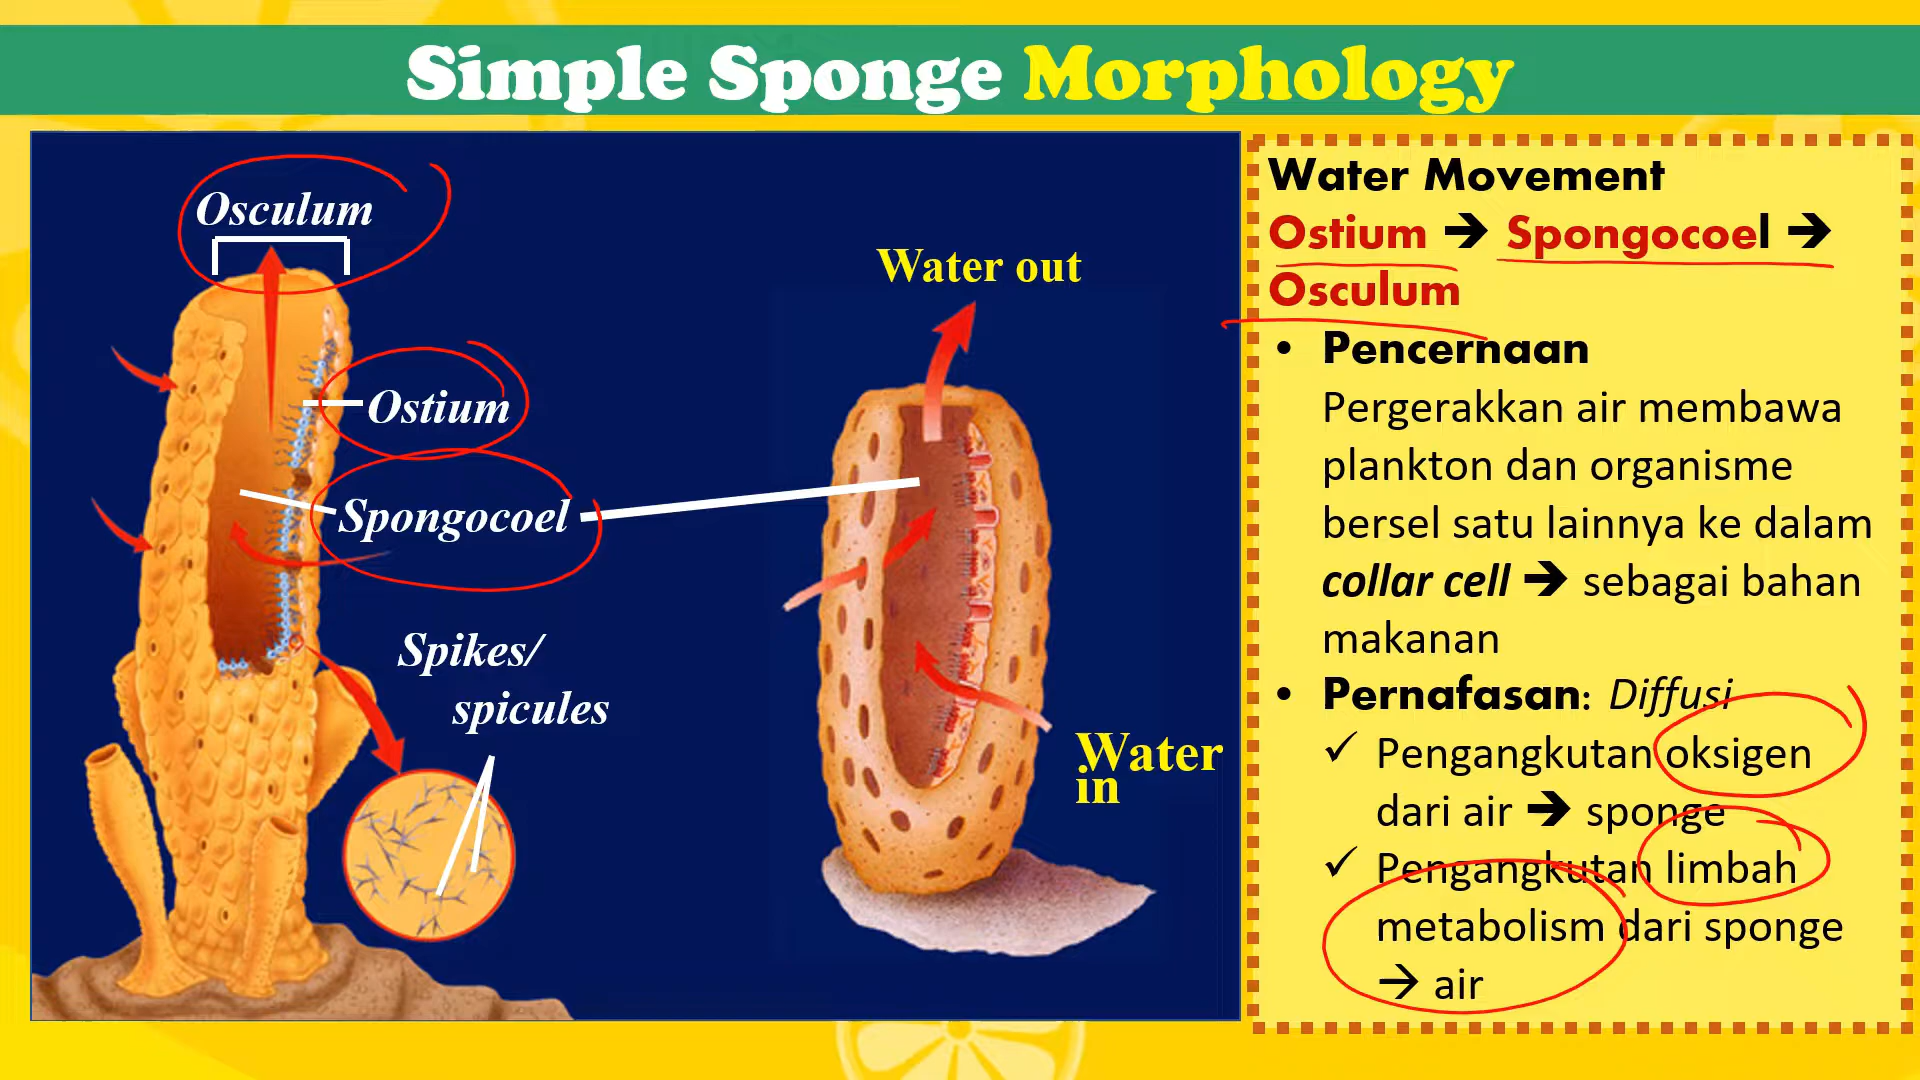 Simple Sponge Morphology
Osculum
Ostium
Spongocoel
Spikes/
spicules
Water out
Water
in
Water Movement
Ostium ➔ Spongocoel ➔
Osculum
• Pencernaan
Pergerakkan air membawa
plankton dan organisme
bersel satu lainnya ke dalam
collar cell ➔ sebagai bahan
makanan
• Pernafasan: Diffusi
✓ Pengangkutan oksigen
dari air ➔ sponge
✓ Pengangkutan limbah
metabolism dari sponge
➔ air